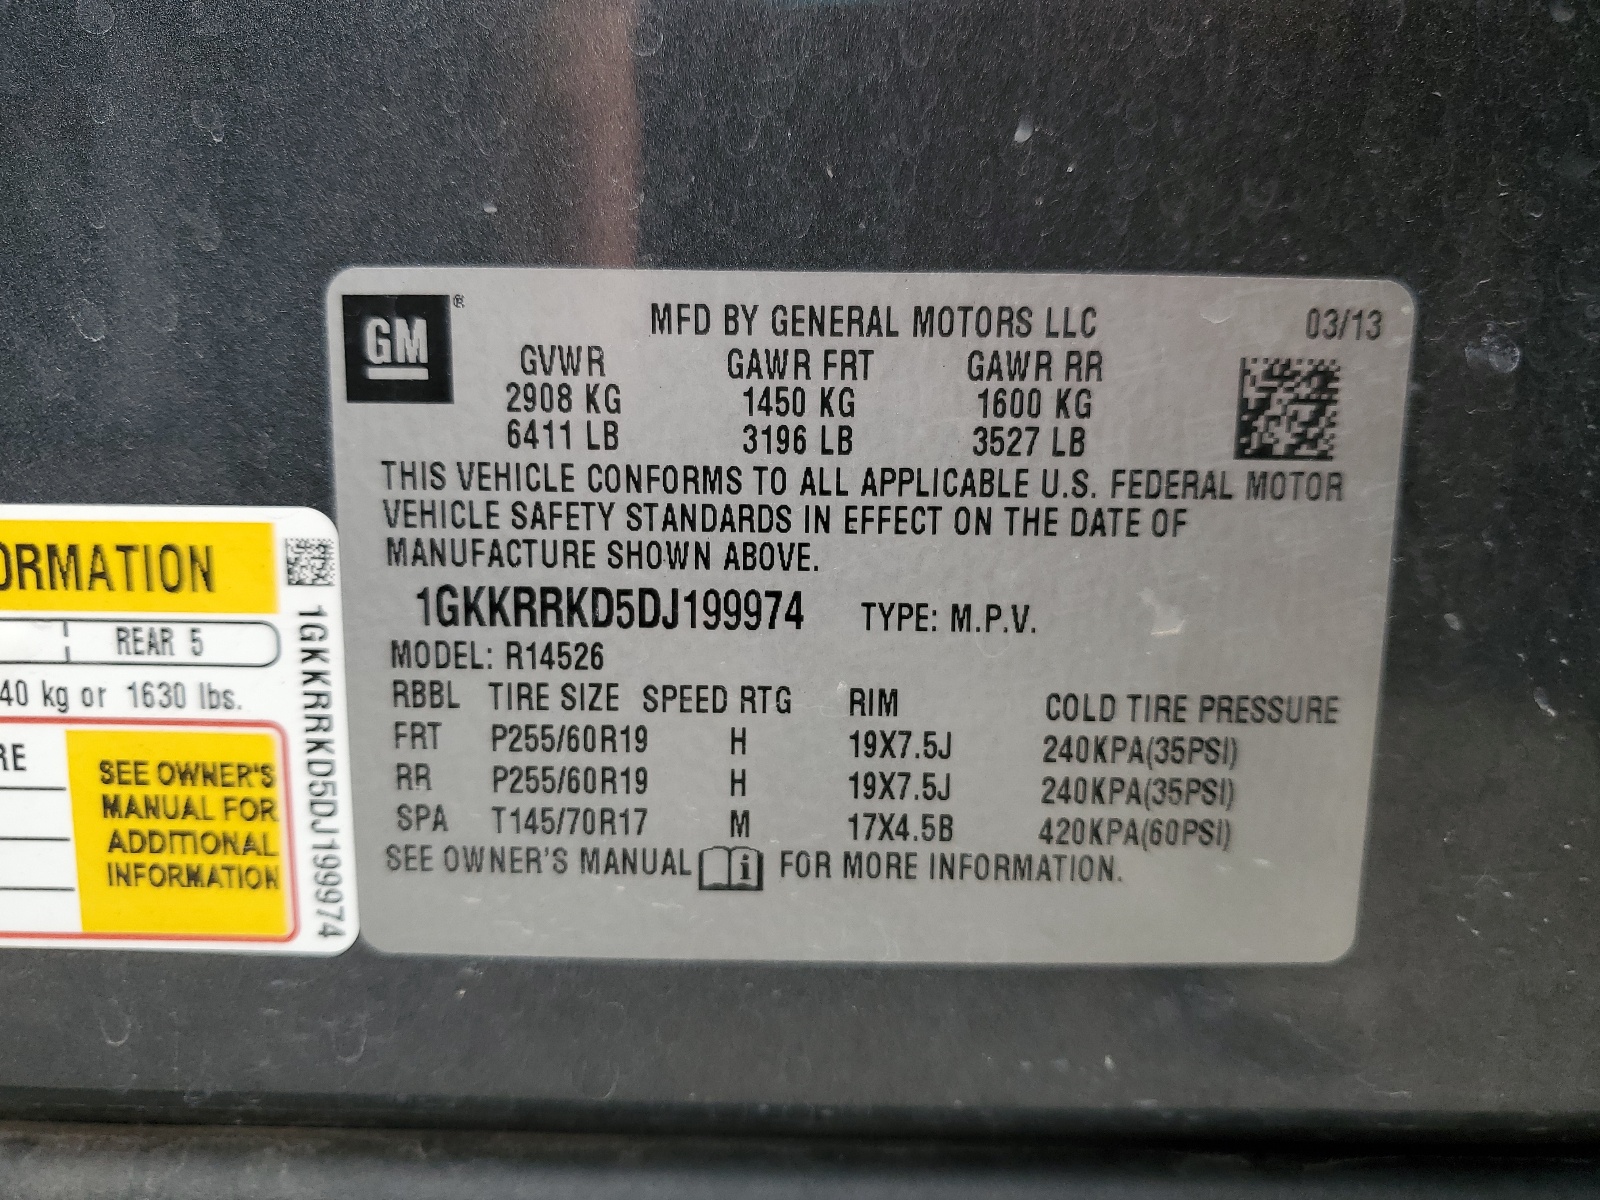 GM ®
MFD BY GENERAL MOTORS LLC 03/13
GVWR GAWR FRT GAWR RR
2908 KG 1450 KG 1600 KG
6411 LB 3196 LB 3527 LB
THIS VEHICLE CONFORMS TO ALL APPLICABLE U.S. FEDERAL MOTOR
VEHICLE SAFETY STANDARDS IN EFFECT ON THE DATE OF
MANUFACTURE SHOWN ABOVE.
1GKKRRKD5DJ199974 TYPE: M.P.V.
MODEL: R14526
RBBL TIRE SIZE SPEED RTG RIM COLD TIRE PRESSURE
FRT P255/60R19 H 19X7.5J 240KPA(35PSI)
RR P255/60R19 H 19X7.5J 240KPA(35PSI)
SPA T145/70R17 M 17X4.5B 420KPA(60PSI)
SEE OWNER'S MANUAL i FOR MORE INFORMATION.
ORMATION
REAR 5
40 kg or 1630 lbs.
RE
SEE OWNER'S
MANUAL FOR
ADDITIONAL
INFORMATION
1GKKRRKD5DJ199974